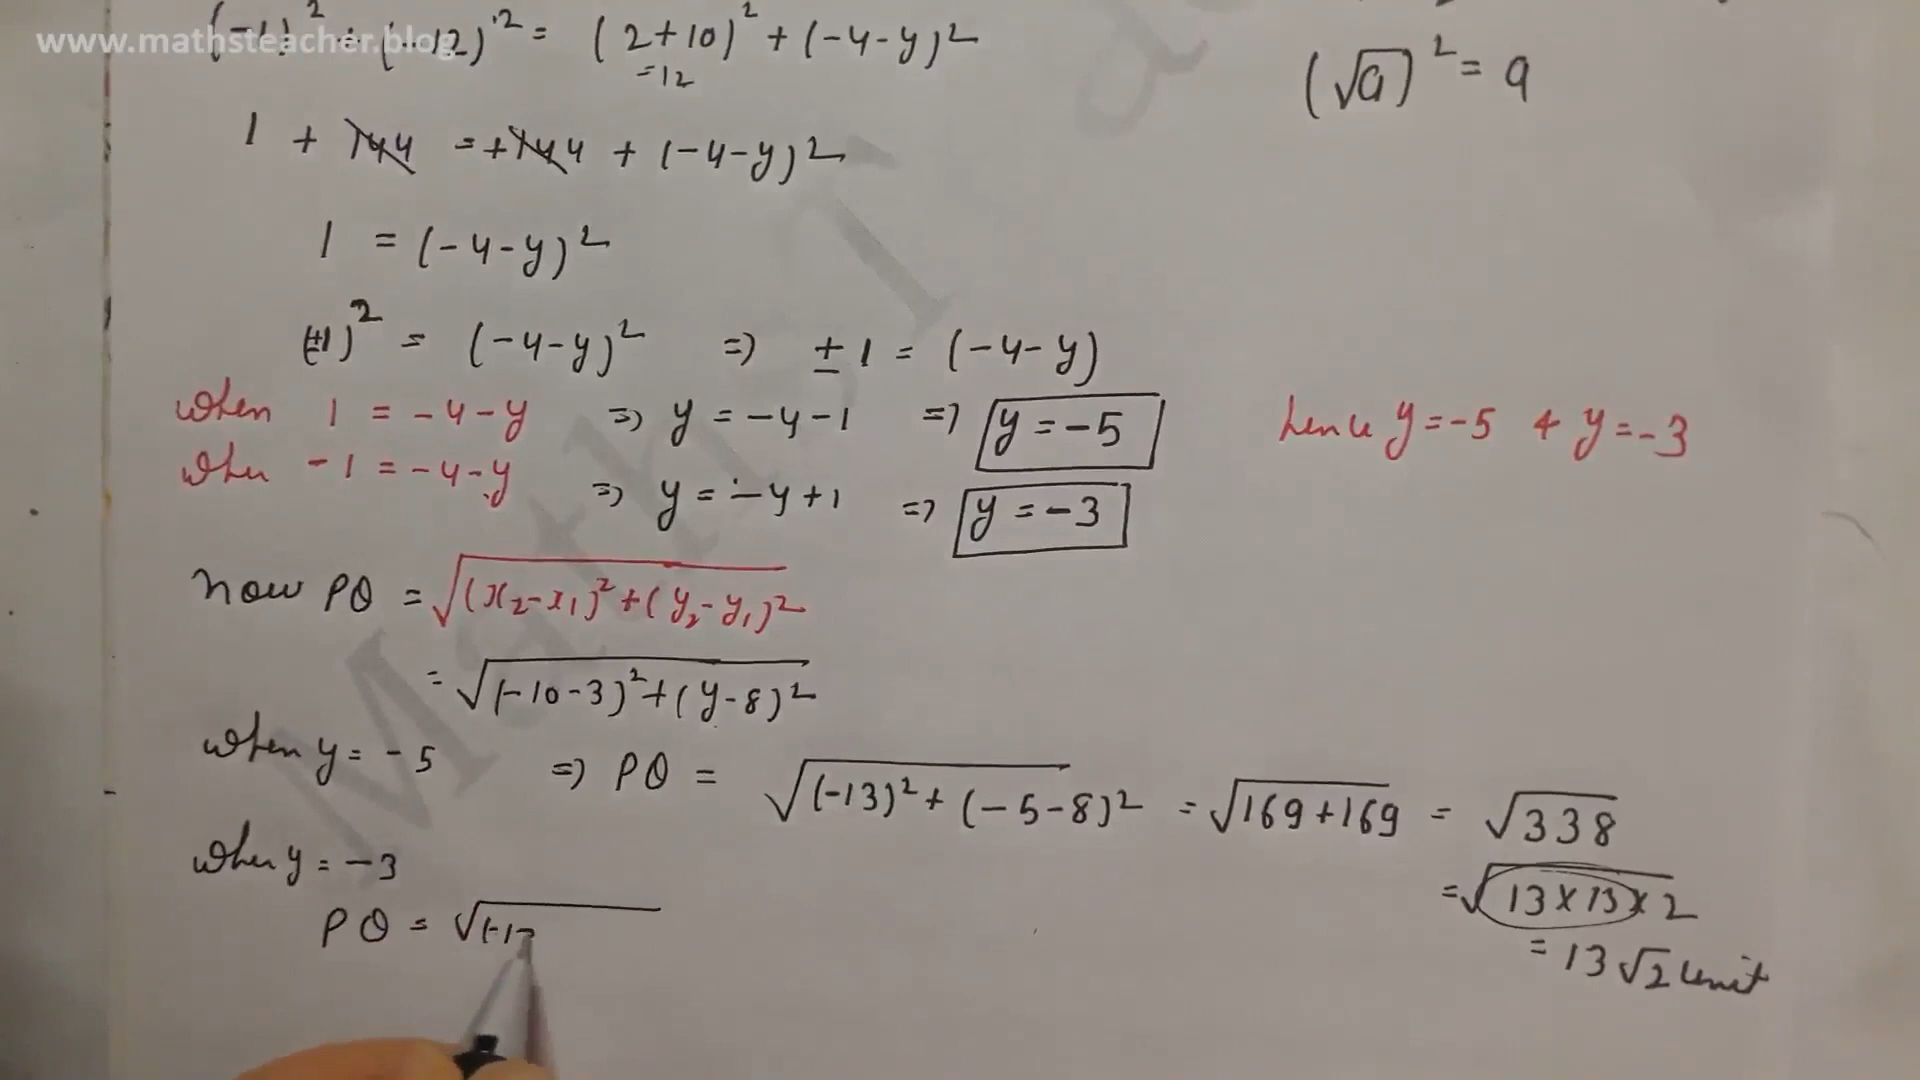 www.mathsteacher.blog
(-1)² + (-12)² = (2+10)² + (-4-y)²
=12
(√a)² = a
1 + 144 = +144 + (-4-y)²
1 = (-4-y)²
(±1)² = (-4-y)² => ±1 = (-4-y)
when 1 = -4-y => y = -4-1 => y = -5
hence y = -5 & y = -3
when -1 = -4-y => y = -4+1 => y = -3
Now PQ = √(x₂-x₁)²+(y₂-y₁)²
= √(-10-3)²+(y-8)²
when y = -5 => PQ = √(-13)²+(-5-8)² = √169+169 = √338
= √13×13×2
= 13√2 unit
when y = -3
PQ = √(-13